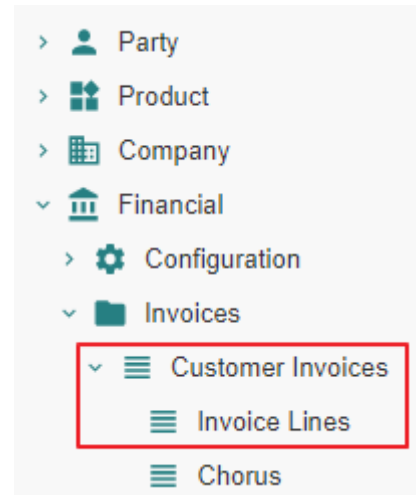 Party
Product
Company
Financial
Configuration
Invoices
Customer Invoices
Invoice Lines
Chorus